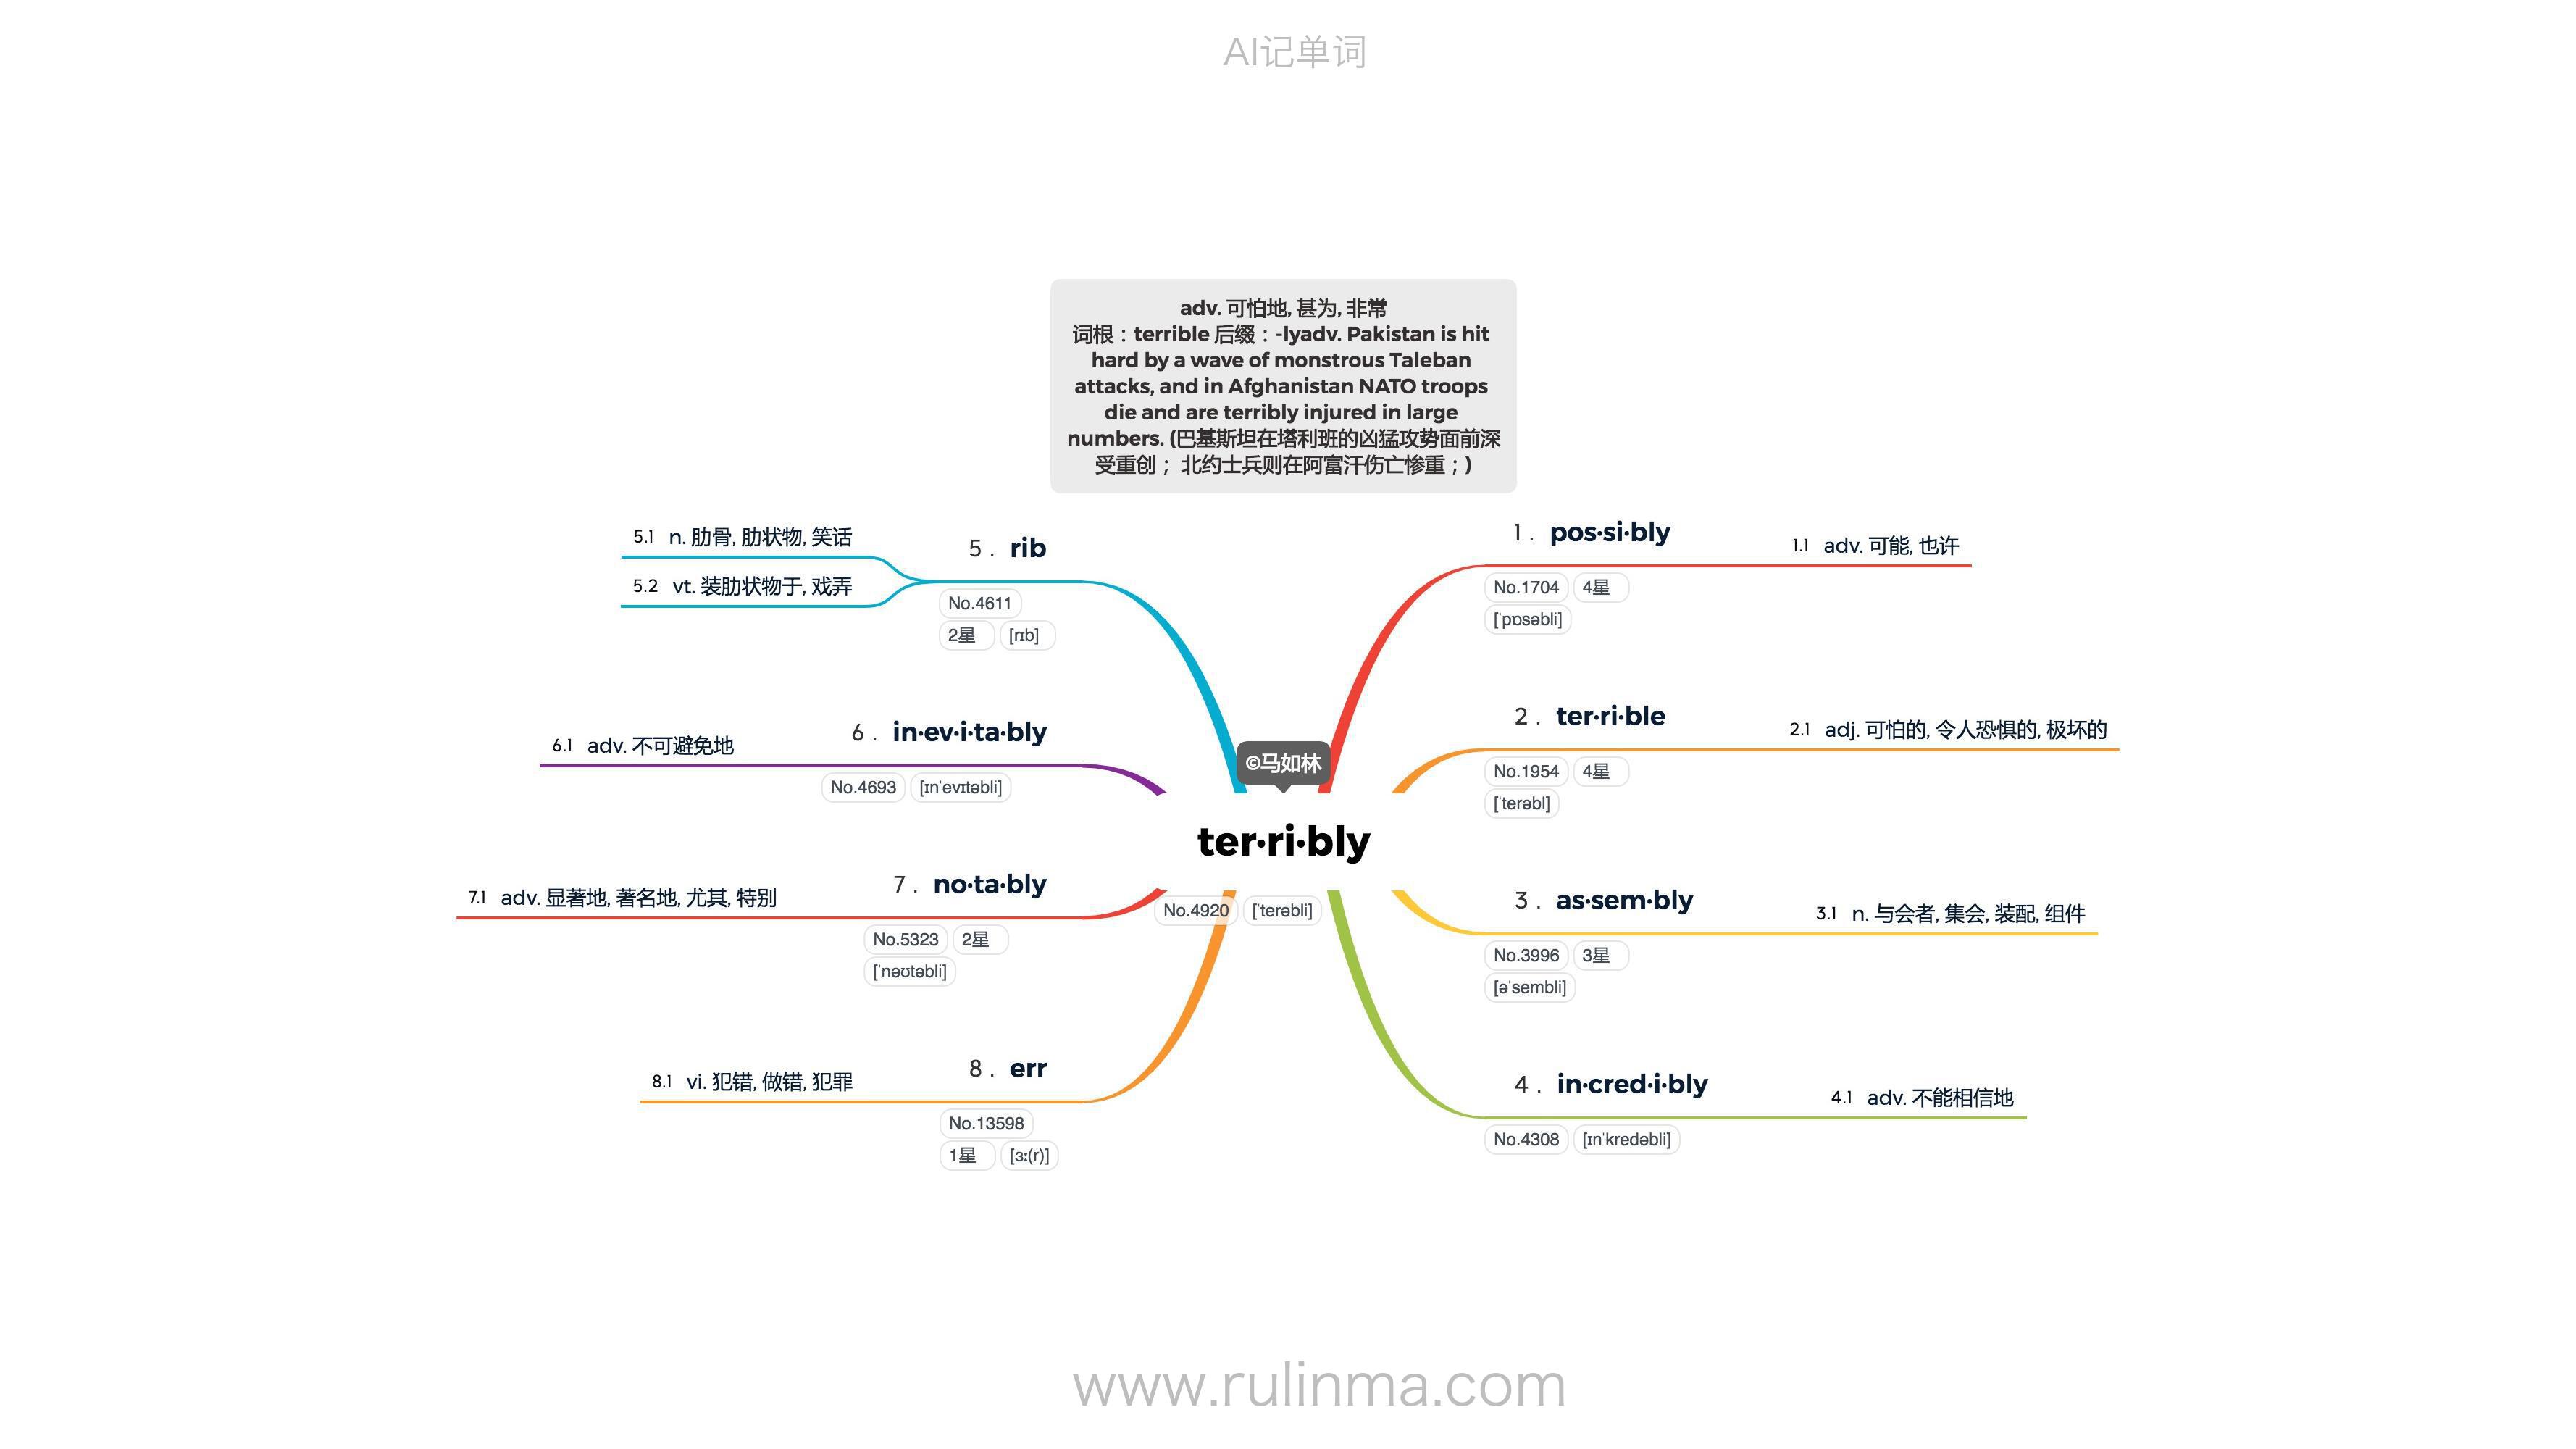 AI记单词
adv. 可怕地, 甚为, 非常
词根：terrible 后缀：-lyadv. Pakistan is hit
hard by a wave of monstrous Taleban
attacks, and in Afghanistan NATO troops
die and are terribly injured in large
numbers. (巴基斯坦在塔利班的凶猛攻势面前深
受重创； 北约士兵则在阿富汗伤亡惨重；)
©马如林
ter·ri·bly
No.4920 [ˈterəbli]
1 . pos·si·bly
No.1704 4星
[ˈpɒsəbli]
1.1 adv. 可能, 也许
2 . ter·ri·ble
No.1954 4星
[ˈterəbl]
2.1 adj. 可怕的, 令人恐惧的, 极坏的
3 . as·sem·bly
No.3996 3星
[əˈsembli]
3.1 n. 与会者, 集会, 装配, 组件
4 . in·cred·i·bly
No.4308 [ɪnˈkredəbli]
4.1 adv. 不能相信地
5 . rib
No.4611
2星 [rɪb]
5.1 n. 肋骨, 肋状物, 笑话
5.2 vt. 装肋状物于, 戏弄
6 . in·ev·i·ta·bly
No.4693 [ɪnˈevɪtəbli]
6.1 adv. 不可避免地
7 . no·ta·bly
No.5323 2星
[ˈnəʊtəbli]
7.1 adv. 显著地, 著名地, 尤其, 特别
8 . err
No.13598
1星 [ɜː(r)]
8.1 vi. 犯错, 做错, 犯罪
www.rulinma.com